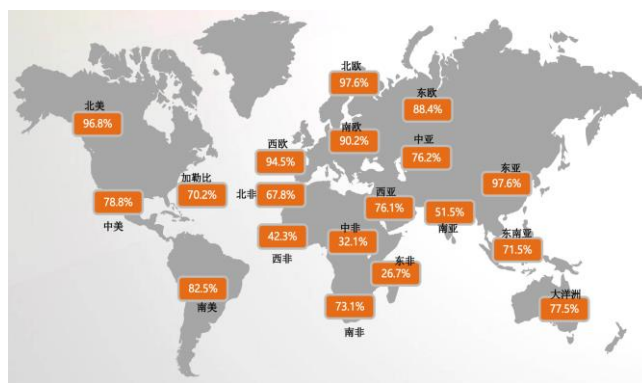 北欧
97.6%
东欧
88.4%
北美
96.8%
南欧
90.2%
西欧
94.5%
中亚
76.2%
东亚
97.6%
加勒比
70.2%
北非
67.8%
78.8%
中美
西亚
76.1%
51.5%
南亚
42.3%
西非
中非
32.1%
东南亚
71.5%
东非
26.7%
82.5%
南美
73.1%
南非
大洋洲
77.5%